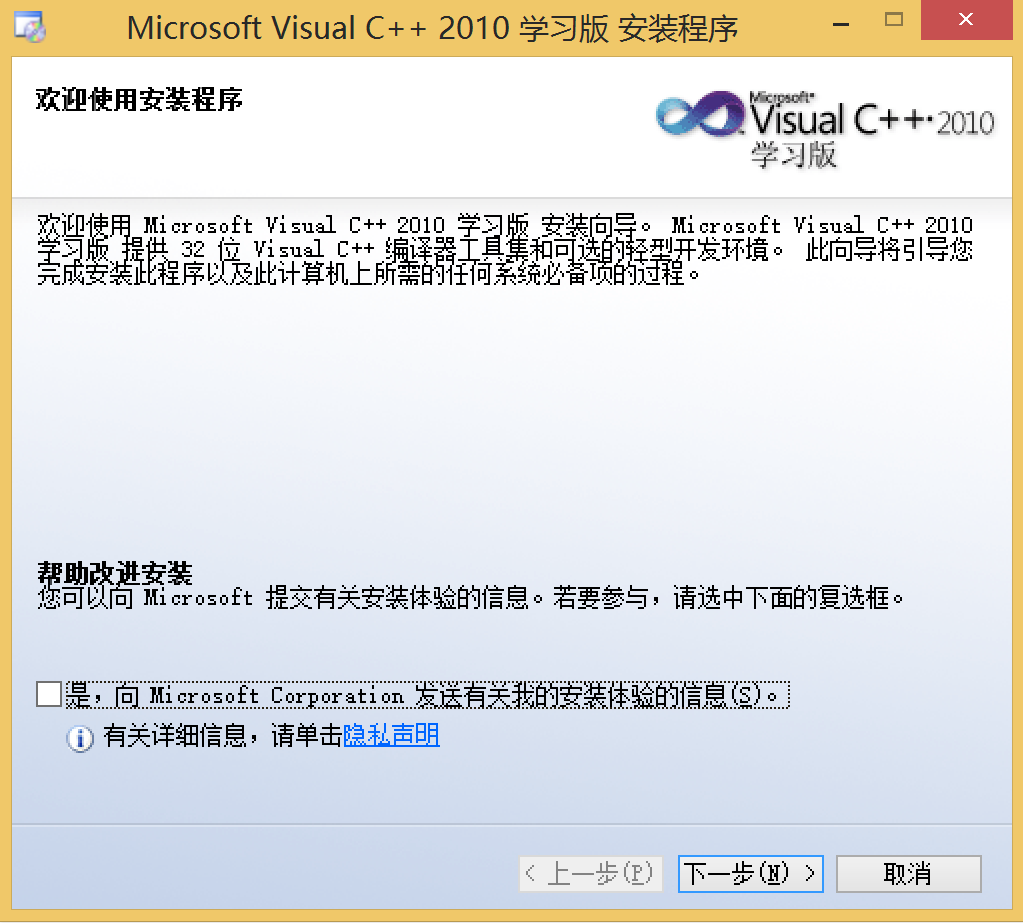 Microsoft Visual C++ 2010 学习版 安装程序
欢迎使用安装程序
Microsoft®
Visual C++ 2010
学习版
欢迎使用 Microsoft Visual C++ 2010 学习版 安装向导。 Microsoft Visual C++ 2010
学习版 提供 32 位 Visual C++ 编译器工具集和可选的轻型开发环境。 此向导将引导您
完成安装此程序以及此计算机上所需的任何系统必备项的过程。
帮助改进安装
您可以向 Microsoft 提交有关安装体验的信息。若要参与，请选中下面的复选框。
是，向 Microsoft Corporation 发送有关我的安装体验的信息(S)。
有关详细信息，请单击隐私声明
< 上一步(P) 下一步(N) > 取消